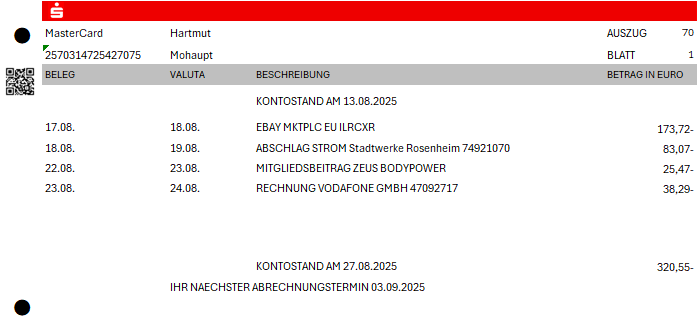 MasterCard Hartmut AUSZUG 70
2570314725427075 Mohaupt BLATT 1
BELEG VALUTA BESCHREIBUNG BETRAG IN EURO
KONTOSTAND AM 13.08.2025
17.08. 18.08. EBAY MKTPLC EU ILRCXR 173,72-
18.08. 19.08. ABSCHLAG STROM Stadtwerke Rosenheim 74921070 83,07-
22.08. 23.08. MITGLIEDSBEITRAG ZEUS BODYPOWER 25,47-
23.08. 24.08. RECHNUNG VODAFONE GMBH 47092717 38,29-
KONTOSTAND AM 27.08.2025 320,55-
IHR NAECHSTER ABRECHNUNGSTERMIN 03.09.2025